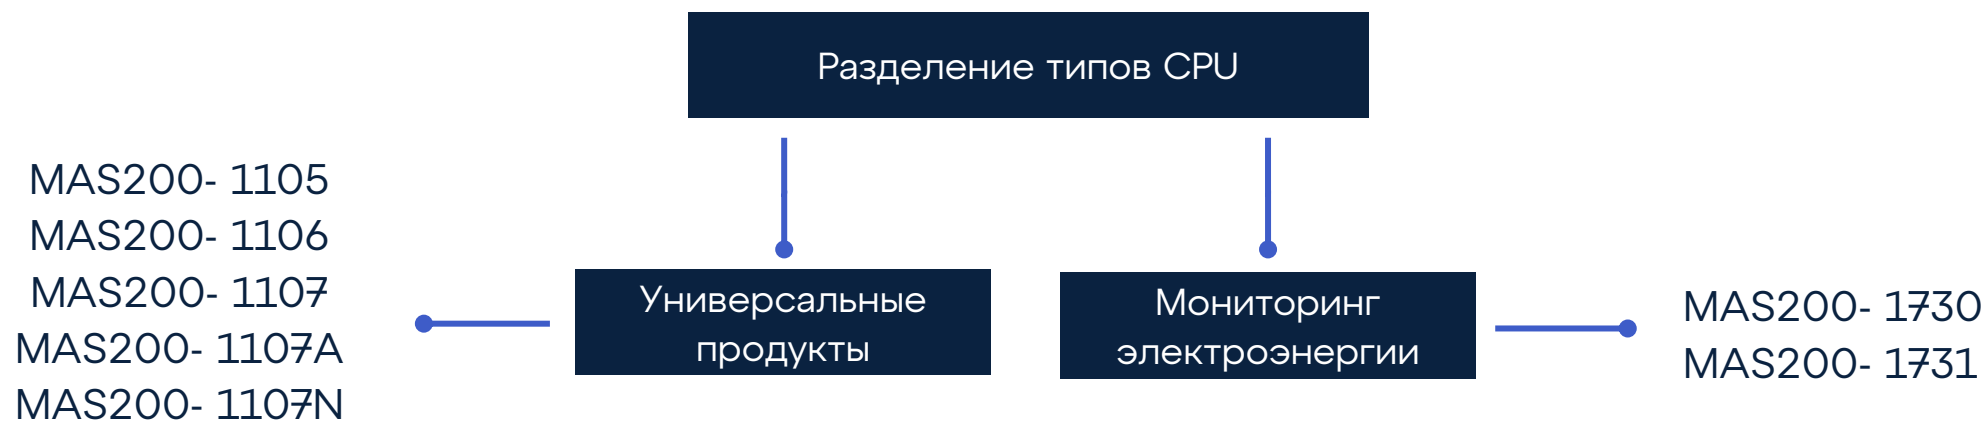 Разделение типов CPU
MAS200- 1105
MAS200- 1106
MAS200- 1107
MAS200- 1107A
MAS200- 1107N
Универсальные
продукты
Мониторинг
электроэнергии
MAS200- 1730
MAS200- 1731